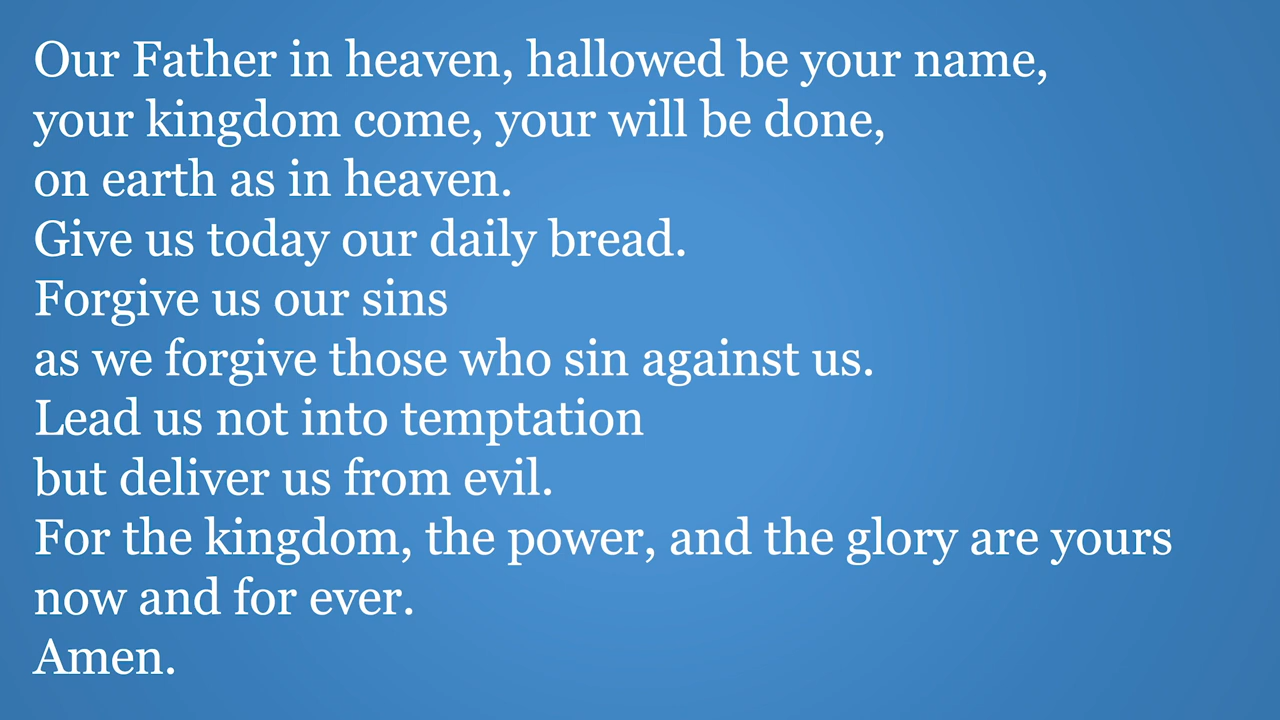 Our Father in heaven, hallowed be your name,
your kingdom come, your will be done,
on earth as in heaven.
Give us today our daily bread.
Forgive us our sins
as we forgive those who sin against us.
Lead us not into temptation
but deliver us from evil.
For the kingdom, the power, and the glory are yours
now and for ever.
Amen.